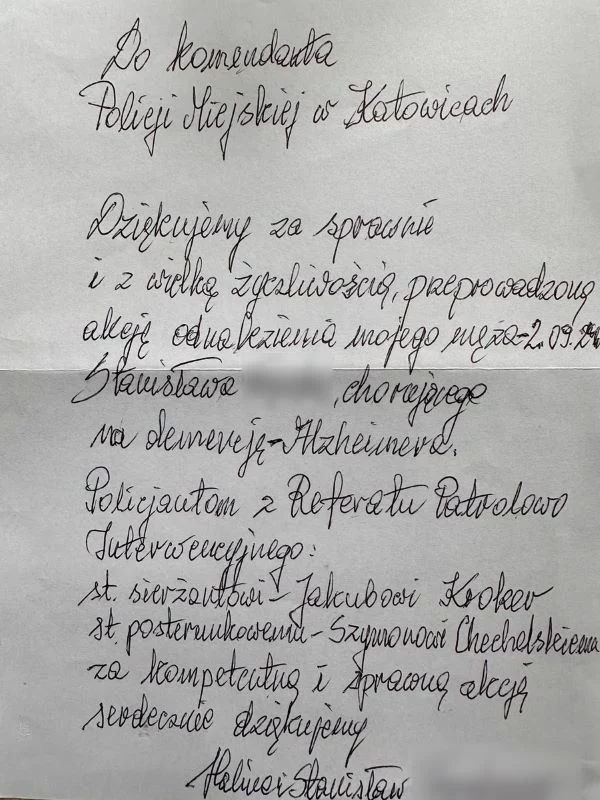 Do komendanta
Policji Miejskiej w Katowicach
Dziękujemy za sprawnie
i z wielką życzliwością, przeprowadzoną
akcję odnalezienia mojego męża - 2.09.24
Stanisława , chorującego
na demencję - Alzheimera.
Policjantom z Referatu Patrolowo
Interwencyjnego:
st. sierżantowi - Jakubowi Kroker
st. posterunkowemu - Szymonowi Chechelskiemu
za kompetentną i sprawną akcję
serdecznie dziękujemy
Halina i Stanisław